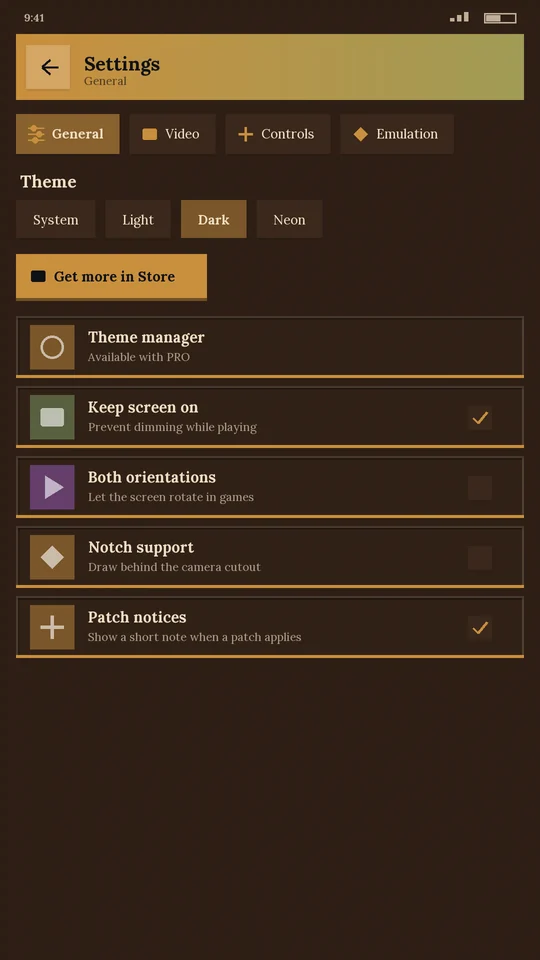 9:41
Settings
General
General
Video
Controls
Emulation
Theme
System
Light
Dark
Neon
Get more in Store
Theme manager
Available with PRO
Keep screen on
Prevent dimming while playing
Both orientations
Let the screen rotate in games
Notch support
Draw behind the camera cutout
Patch notices
Show a short note when a patch applies